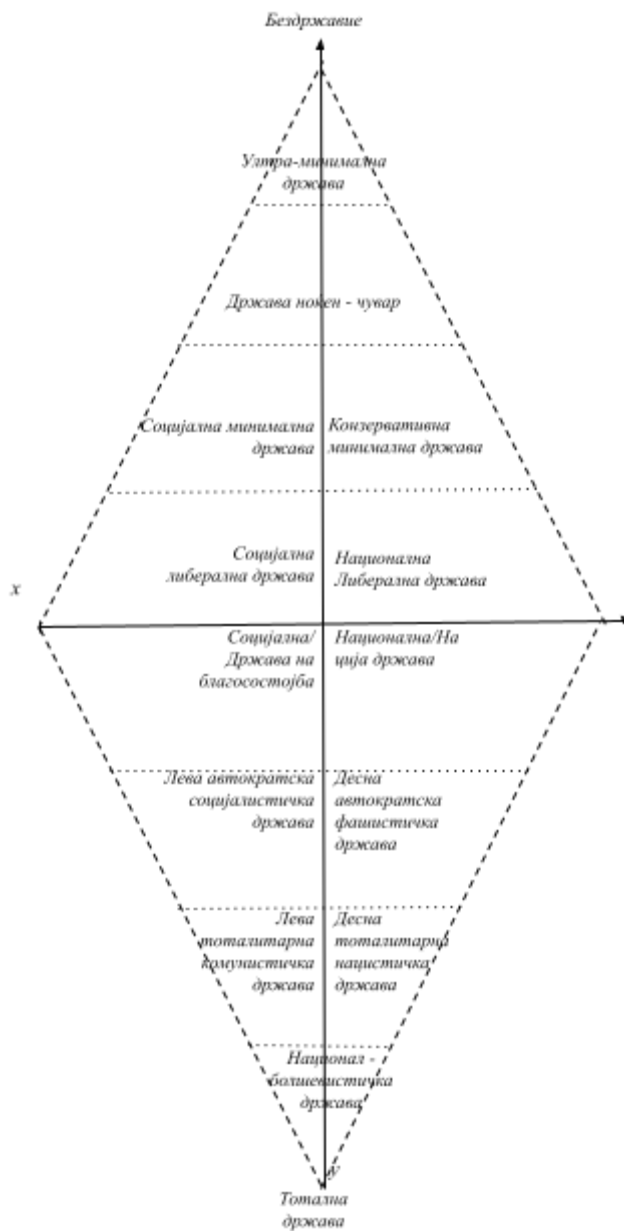 Бездржавие
Ултра-минимална
држава
Држава ноќен - чувар
Социјална минимална
држава
Конзервативна
минимална држава
Социјална
либерална држава
Национална
Либерална држава
x
Социјална/
Држава на
благосостојба
Национална/На
ција држава
Лева автократска
социјалистичка
држава
Десна
автократска
фашистичка
држава
Лева
тоталитарна
комунистичка
држава
Десна
тоталитарна
нацистичка
држава
Национал -
болшевистичка
држава
y
Тотална
држава